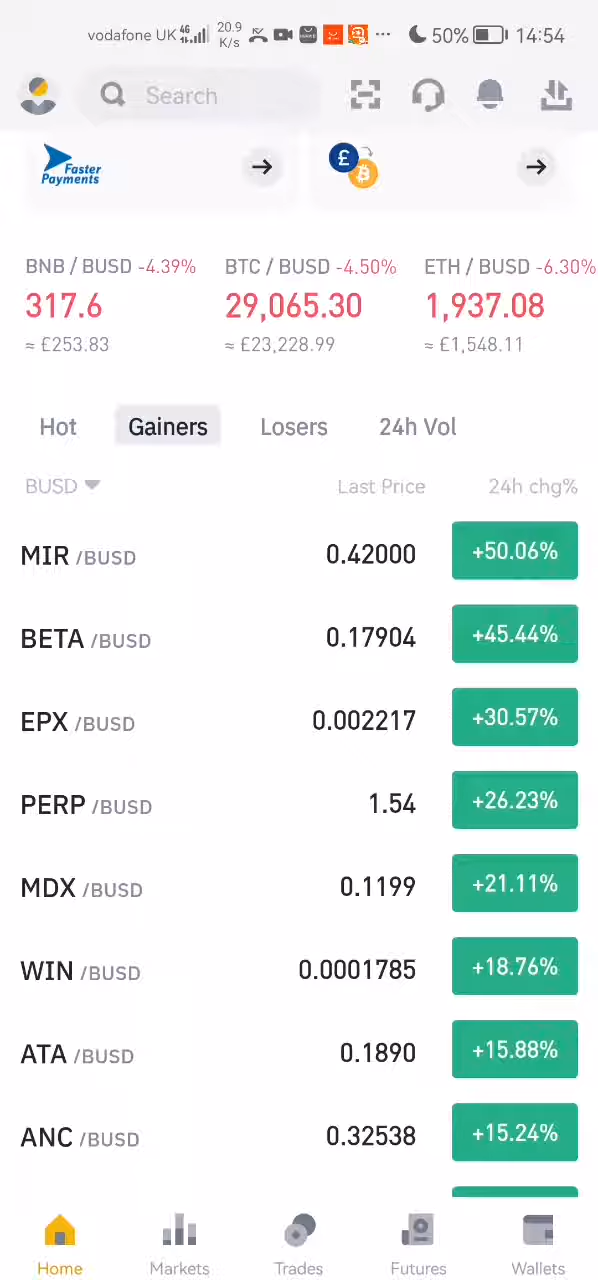 vodafone UK 4G 20.9 K/s 50% 14:54
Search
Faster Payments
£ ₿
BNB / BUSD -4.39% BTC / BUSD -4.50% ETH / BUSD -6.30%
317.6 29,065.30 1,937.08
≈ £253.83 ≈ £23,228.99 ≈ £1,548.11
Hot Gainers Losers 24h Vol
BUSD Last Price 24h chg%
MIR /BUSD 0.42000 +50.06%
BETA /BUSD 0.17904 +45.44%
EPX /BUSD 0.002217 +30.57%
PERP /BUSD 1.54 +26.23%
MDX /BUSD 0.1199 +21.11%
WIN /BUSD 0.0001785 +18.76%
ATA /BUSD 0.1890 +15.88%
ANC /BUSD 0.32538 +15.24%
Home Markets Trades Futures Wallets